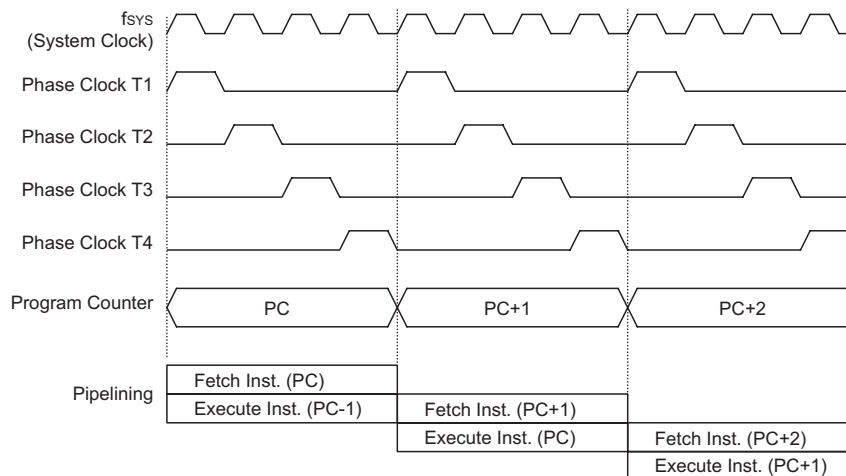 fSYS
(System Clock)
Phase Clock T1
Phase Clock T2
Phase Clock T3
Phase Clock T4
Program Counter
PC
PC+1
PC+2
Pipelining
Fetch Inst. (PC)
Execute Inst. (PC-1)
Fetch Inst. (PC+1)
Execute Inst. (PC)
Fetch Inst. (PC+2)
Execute Inst. (PC+1)